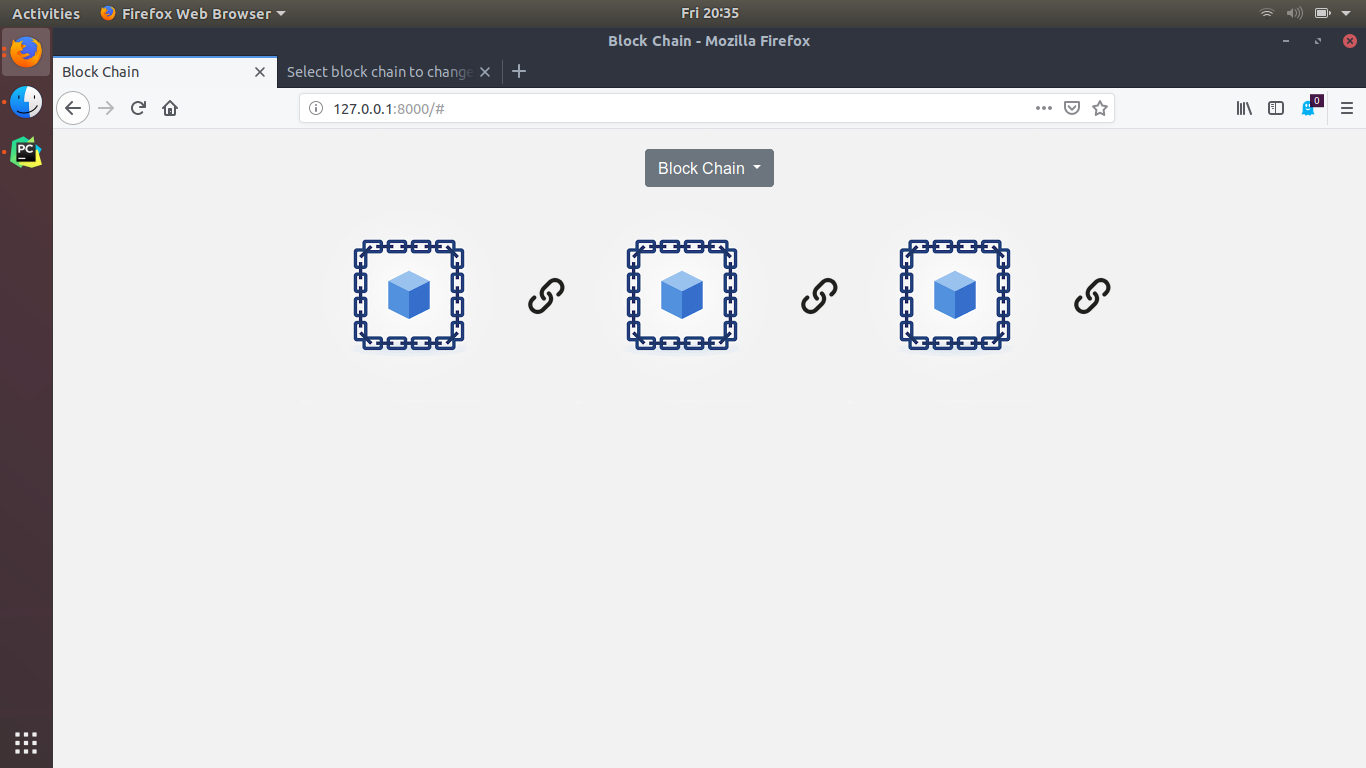 Activities Firefox Web Browser Fri 20:35
Block Chain - Mozilla Firefox
Block Chain Select block chain to change
127.0.0.1:8000/# 0
PC
Block Chain